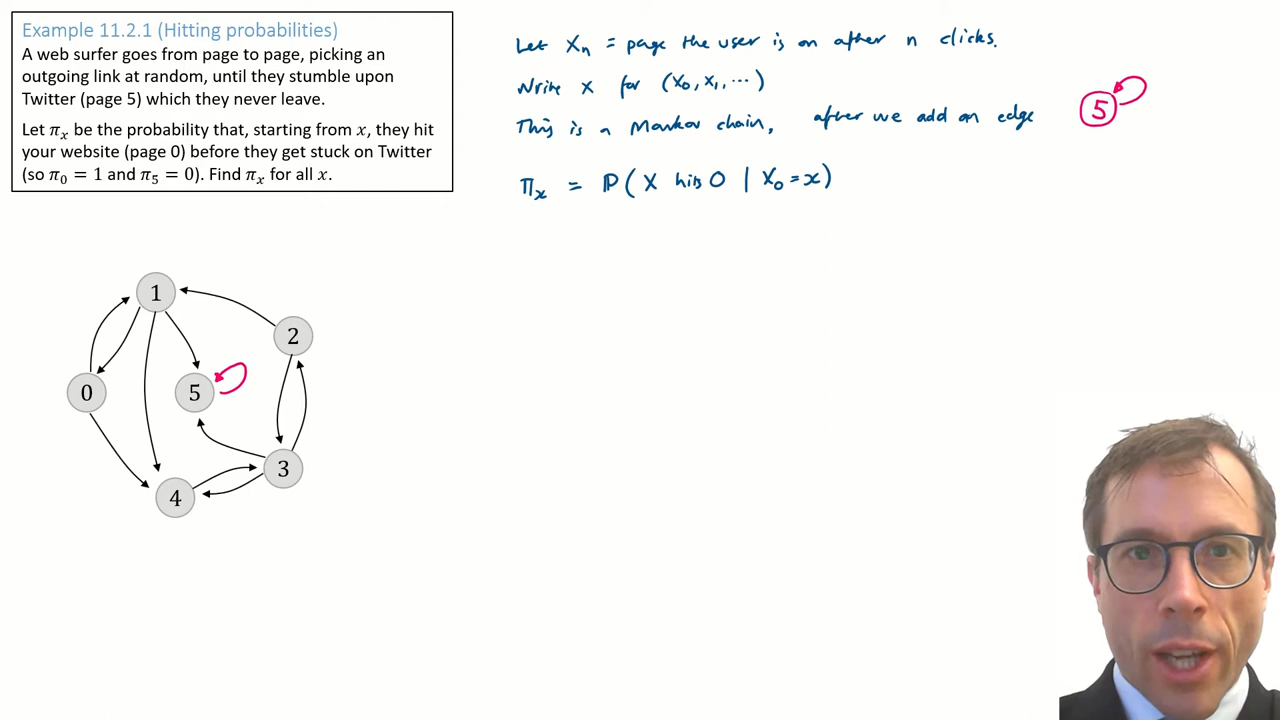 Example 11.2.1 (Hitting probabilities)
A web surfer goes from page to page, picking an
outgoing link at random, until they stumble upon
Twitter (page 5) which they never leave.
Let π_x be the probability that, starting from x, they hit
your website (page 0) before they get stuck on Twitter
(so π_0 = 1 and π_5 = 0). Find π_x for all x.
Let X_n = page the user is on after n clicks.
Write X for (X_0, X_1, ⋯)
This is a Markov chain, after we add an edge
5
π_x = ℙ( X hits 0 | X_0 = x)
1
2
0
5
3
4